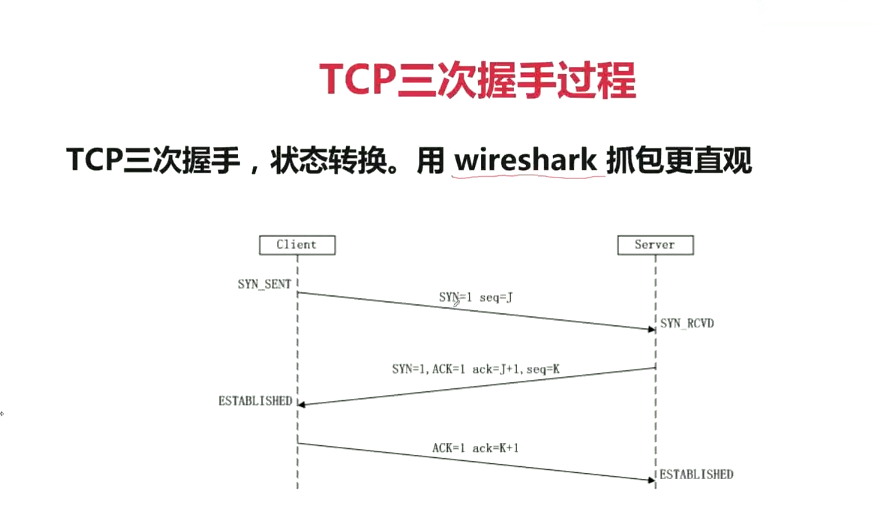 TCP三次握手过程
TCP三次握手，状态转换。用 wireshark 抓包更直观
Client
Server
SYN_SENT
SYN=1 seq=J
SYN_RCVD
SYN=1,ACK=1 ack=J+1,seq=K
ESTABLISHED
ACK=1 ack=K+1
ESTABLISHED